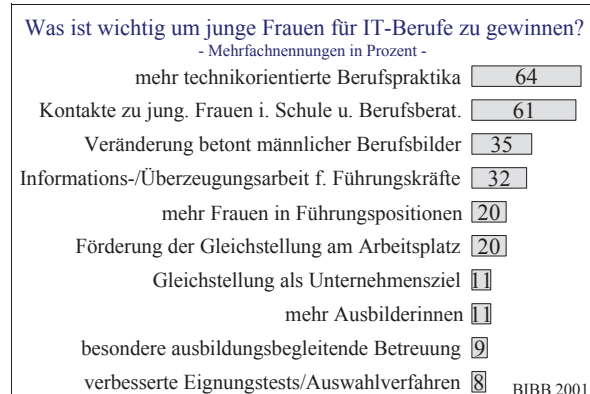 Was ist wichtig um junge Frauen für IT-Berufe zu gewinnen?
- Mehrfachnennungen in Prozent -
mehr technikorientierte Berufspraktika 64
Kontakte zu jung. Frauen i. Schule u. Berufsberat. 61
Veränderung betont männlicher Berufsbilder 35
Informations-/Überzeugungsarbeit f. Führungskräfte 32
mehr Frauen in Führungspositionen 20
Förderung der Gleichstellung am Arbeitsplatz 20
Gleichstellung als Unternehmensziel 11
mehr Ausbilderinnen 11
besondere ausbildungsbegleitende Betreuung 9
verbesserte Eignungstests/Auswahlverfahren 8 BIBB 2001